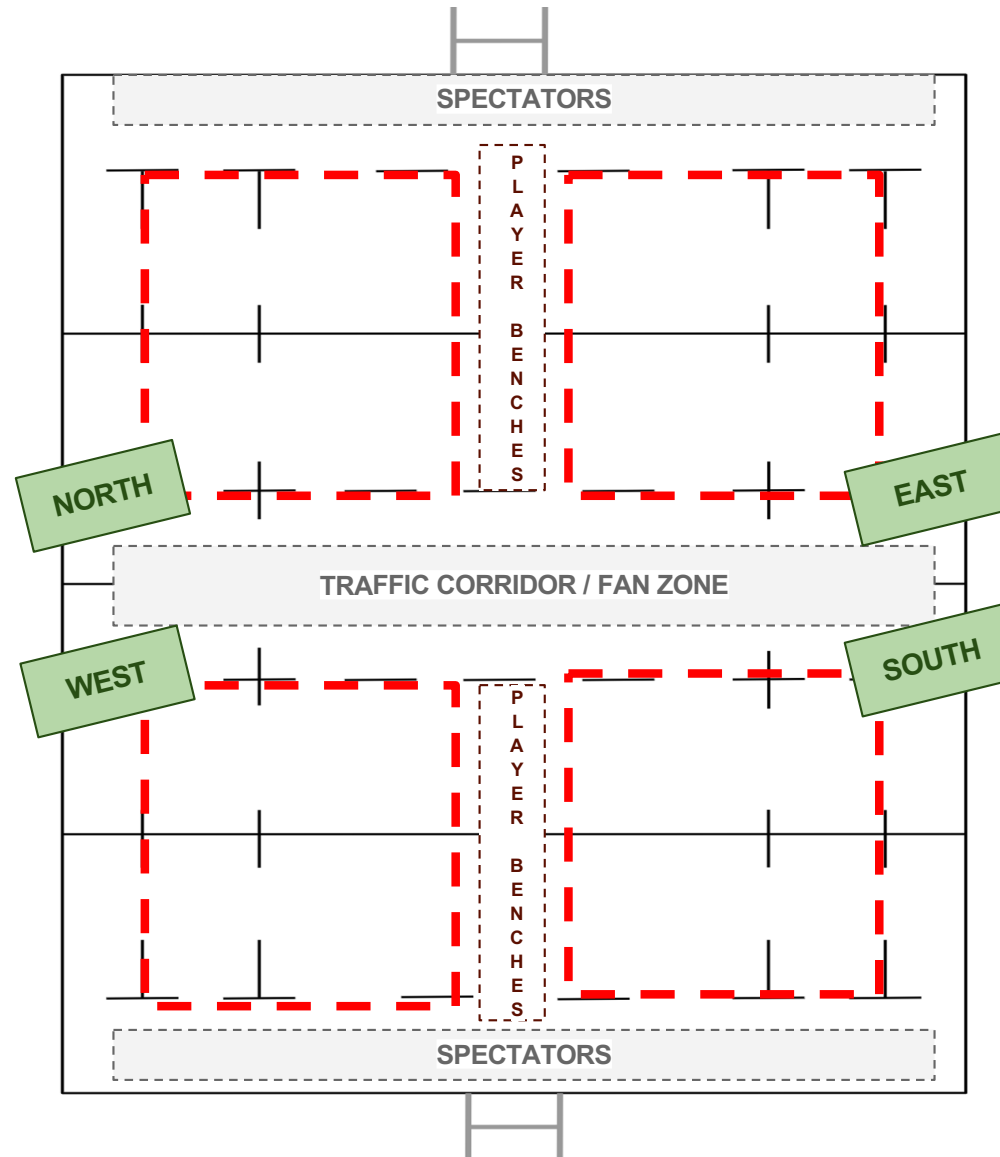 SPECTATORS
PLAYER BENCHES
NORTH
EAST
TRAFFIC CORRIDOR / FAN ZONE
WEST
SOUTH
PLAYER BENCHES
SPECTATORS